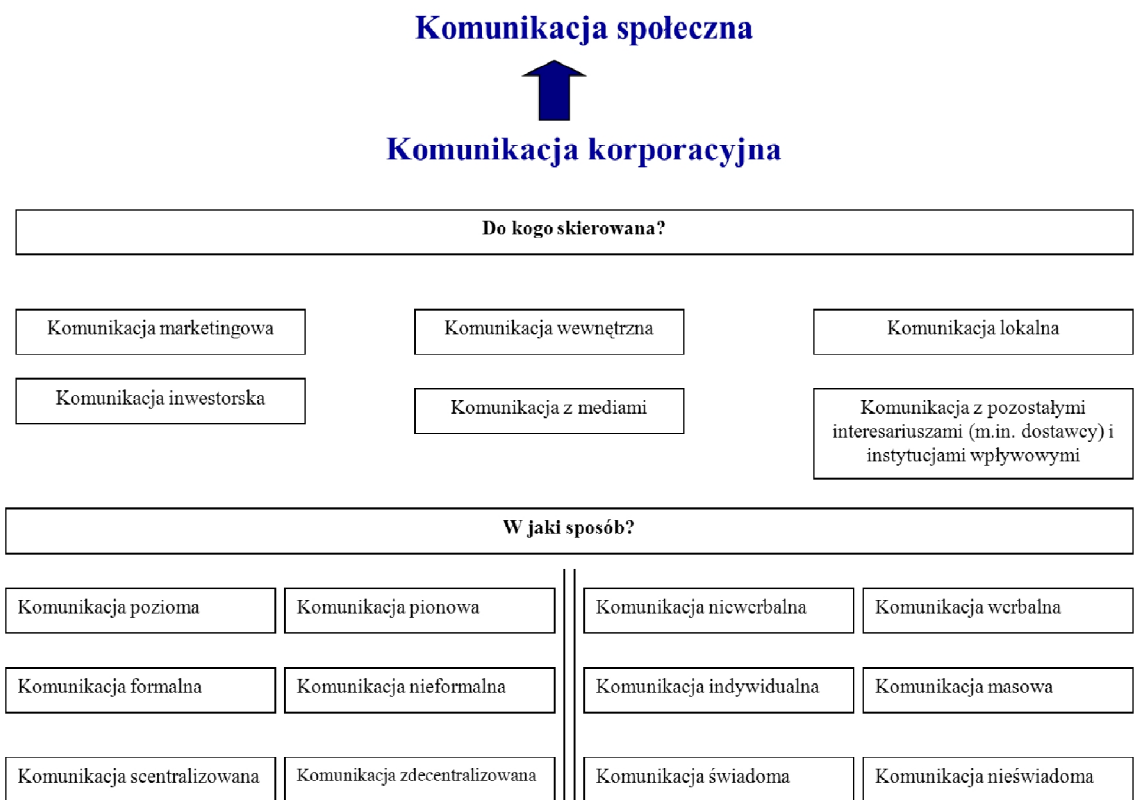 Komunikacja społeczna
Komunikacja korporacyjna
Do kogo skierowana?
Komunikacja marketingowa
Komunikacja wewnętrzna
Komunikacja lokalna
Komunikacja inwestorska
Komunikacja z mediami
Komunikacja z pozostałymi
interesariuszami (m.in. dostawcy) i
instytucjami wpływowymi
W jaki sposób?
Komunikacja pozioma
Komunikacja pionowa
Komunikacja niewerbalna
Komunikacja werbalna
Komunikacja formalna
Komunikacja nieformalna
Komunikacja indywidualna
Komunikacja masowa
Komunikacja scentralizowana
Komunikacja zdecentralizowana
Komunikacja świadoma
Komunikacja nieświadoma